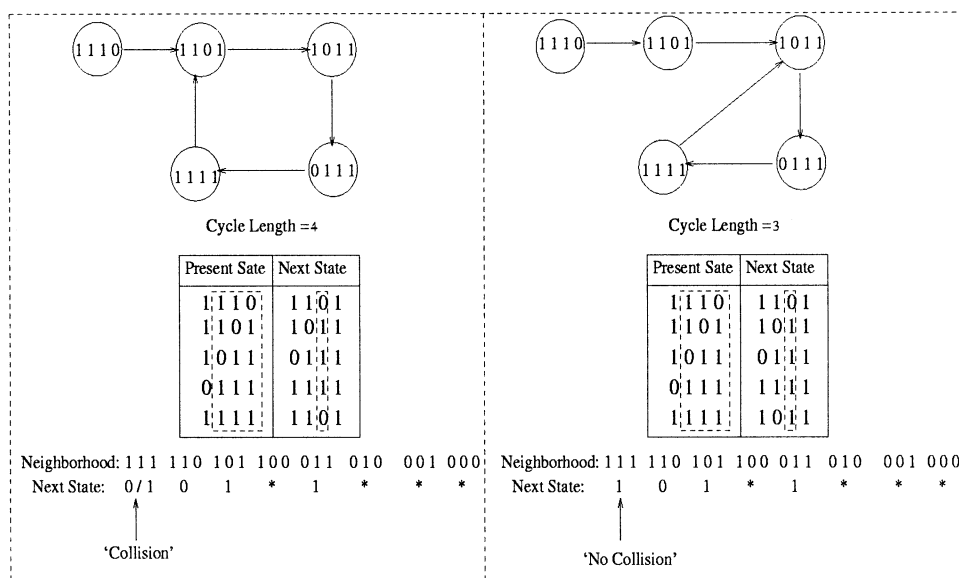 1110 1101 1011
1111 0111
Cycle Length =4
Present Sate Next State
1110 1101
1101 1011
1011 0111
0111 1111
1111 1101
Neighborhood: 111 110 101 100 011 010 001 000
Next State: 0/1 0 1 * 1 * * *
'Collision'
1110 1101 1011
1111 0111
Cycle Length =3
Present Sate Next State
1110 1101
1101 1011
1011 0111
0111 1111
1111 1011
Neighborhood: 111 110 101 100 011 010 001 000
Next State: 1 0 1 * 1 * * *
'No Collision'